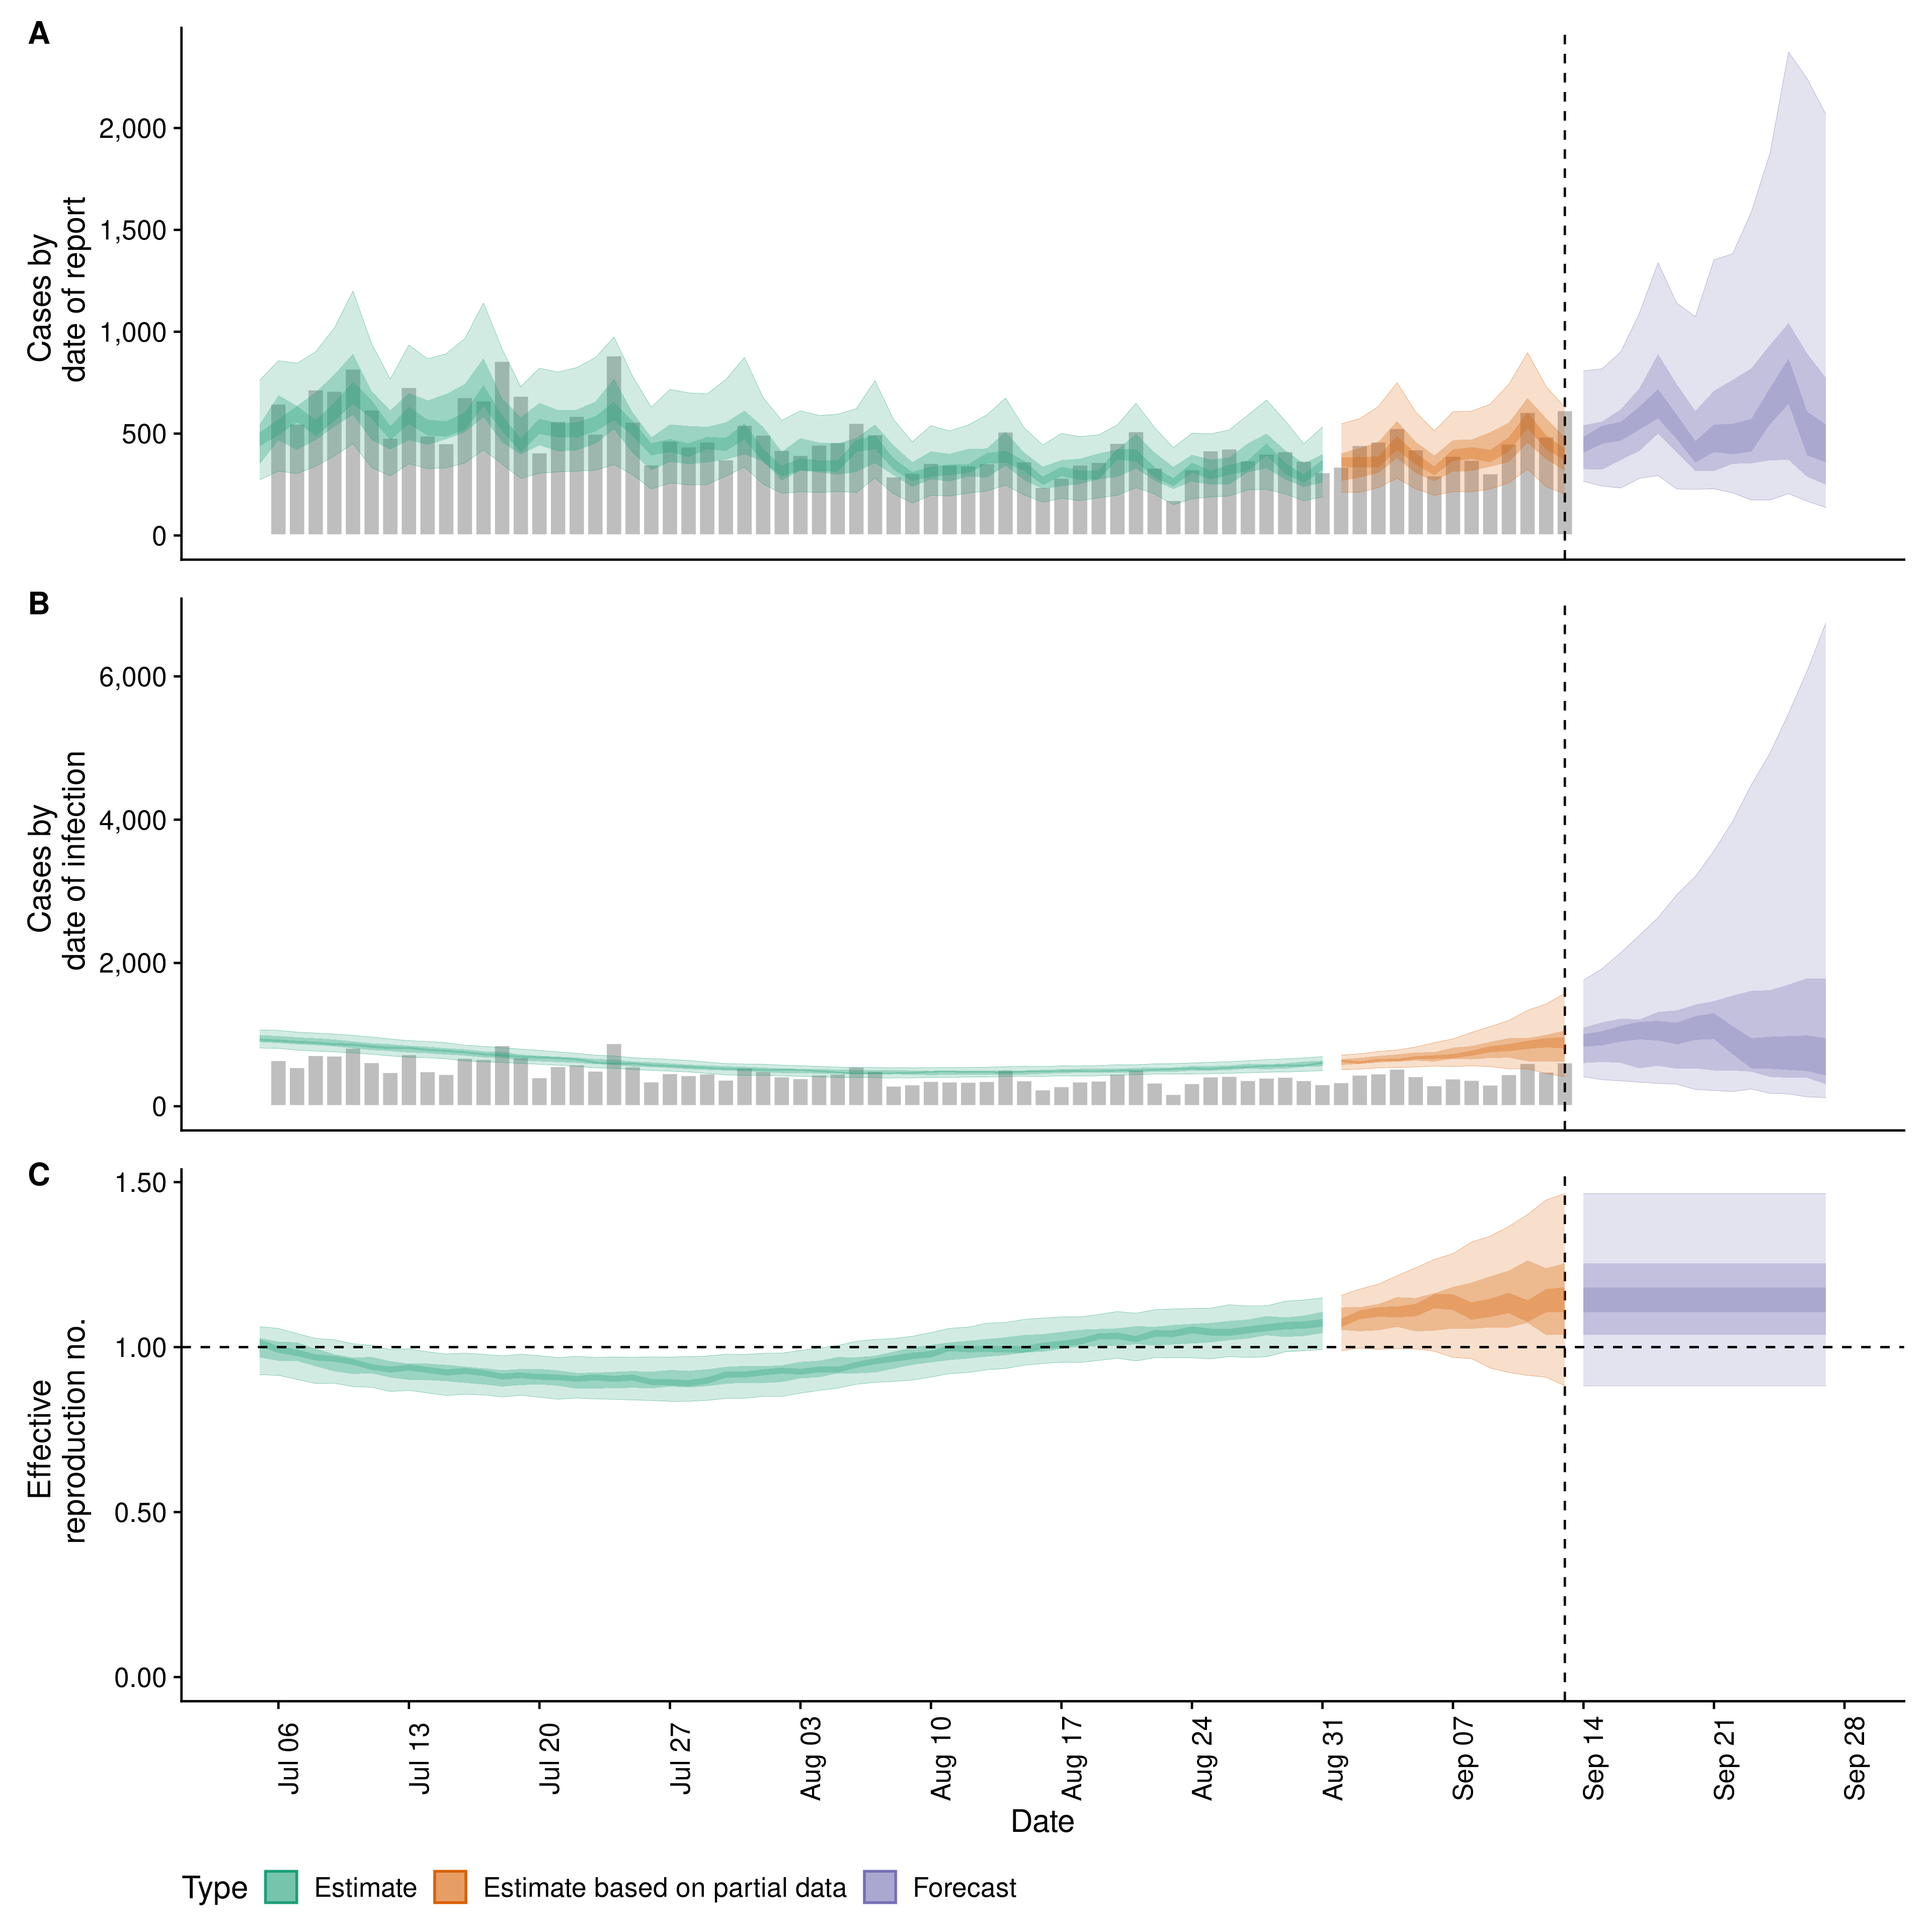 A
Cases by
date of report
2,000
1,500
1,000
500
0
B
Cases by
date of infection
6,000
4,000
2,000
0
C
Effective
reproduction no.
1.50
1.00
0.50
0.00
Jul 06
Jul 13
Jul 20
Jul 27
Aug 03
Aug 10
Aug 17
Aug 24
Aug 31
Sep 07
Sep 14
Sep 21
Sep 28
Date
Type Estimate Estimate based on partial data Forecast